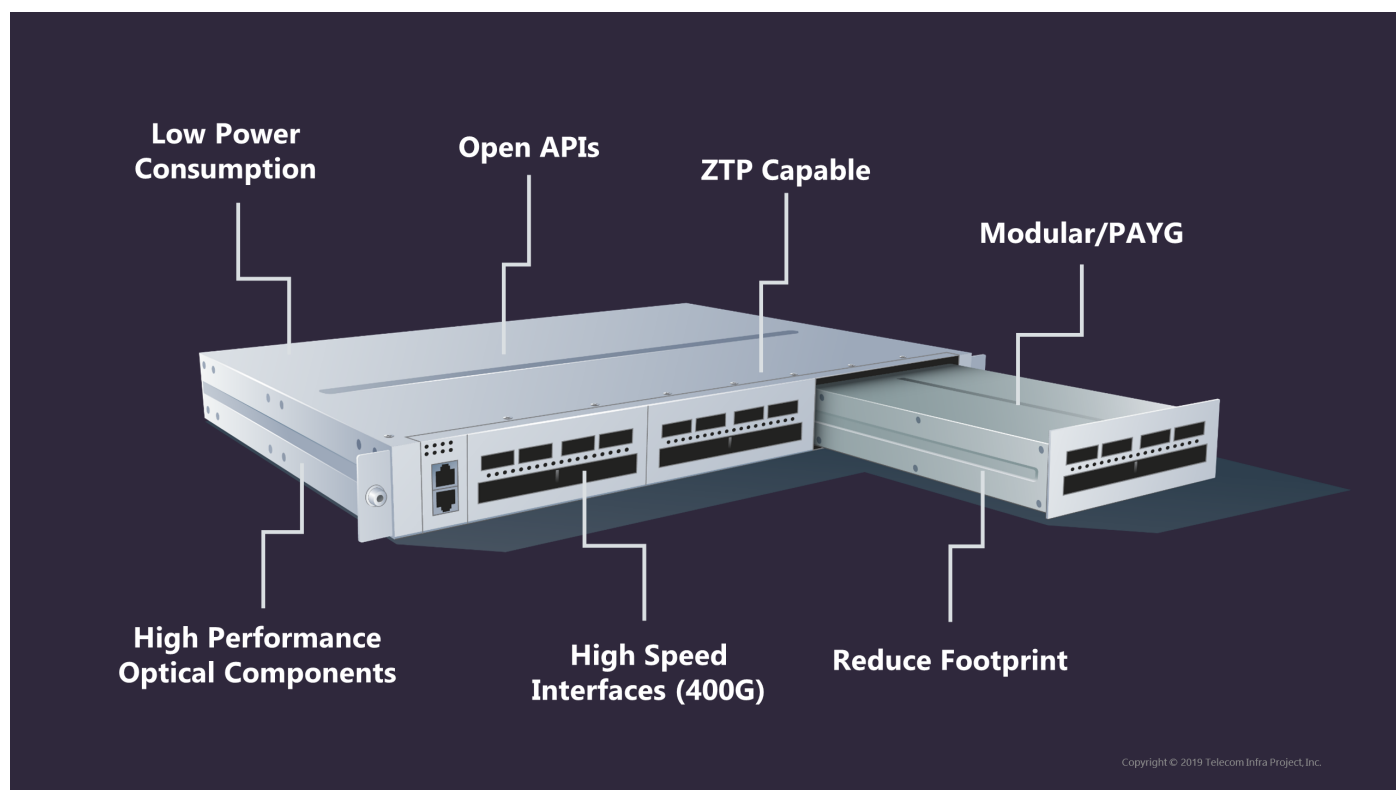 Low Power
Consumption
Open APIs
ZTP Capable
Modular/PAYG
High Performance
Optical Components
High Speed
Interfaces (400G)
Reduce Footprint
Copyright © 2019 Telecom Infra Project, Inc.